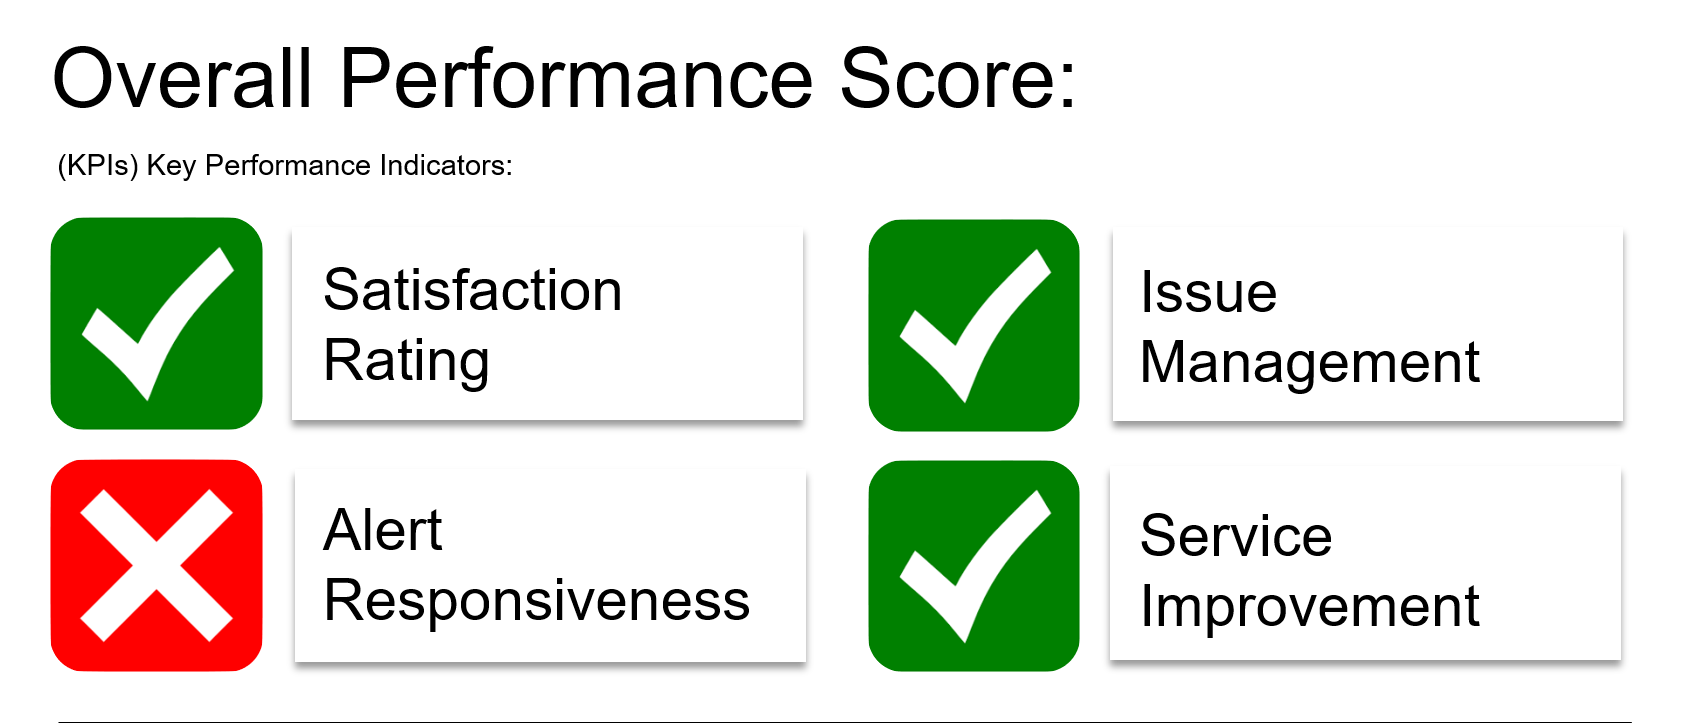 Overall Performance Score:
(KPIs) Key Performance Indicators:
Satisfaction
Rating
Issue
Management
Alert
Responsiveness
Service
Improvement